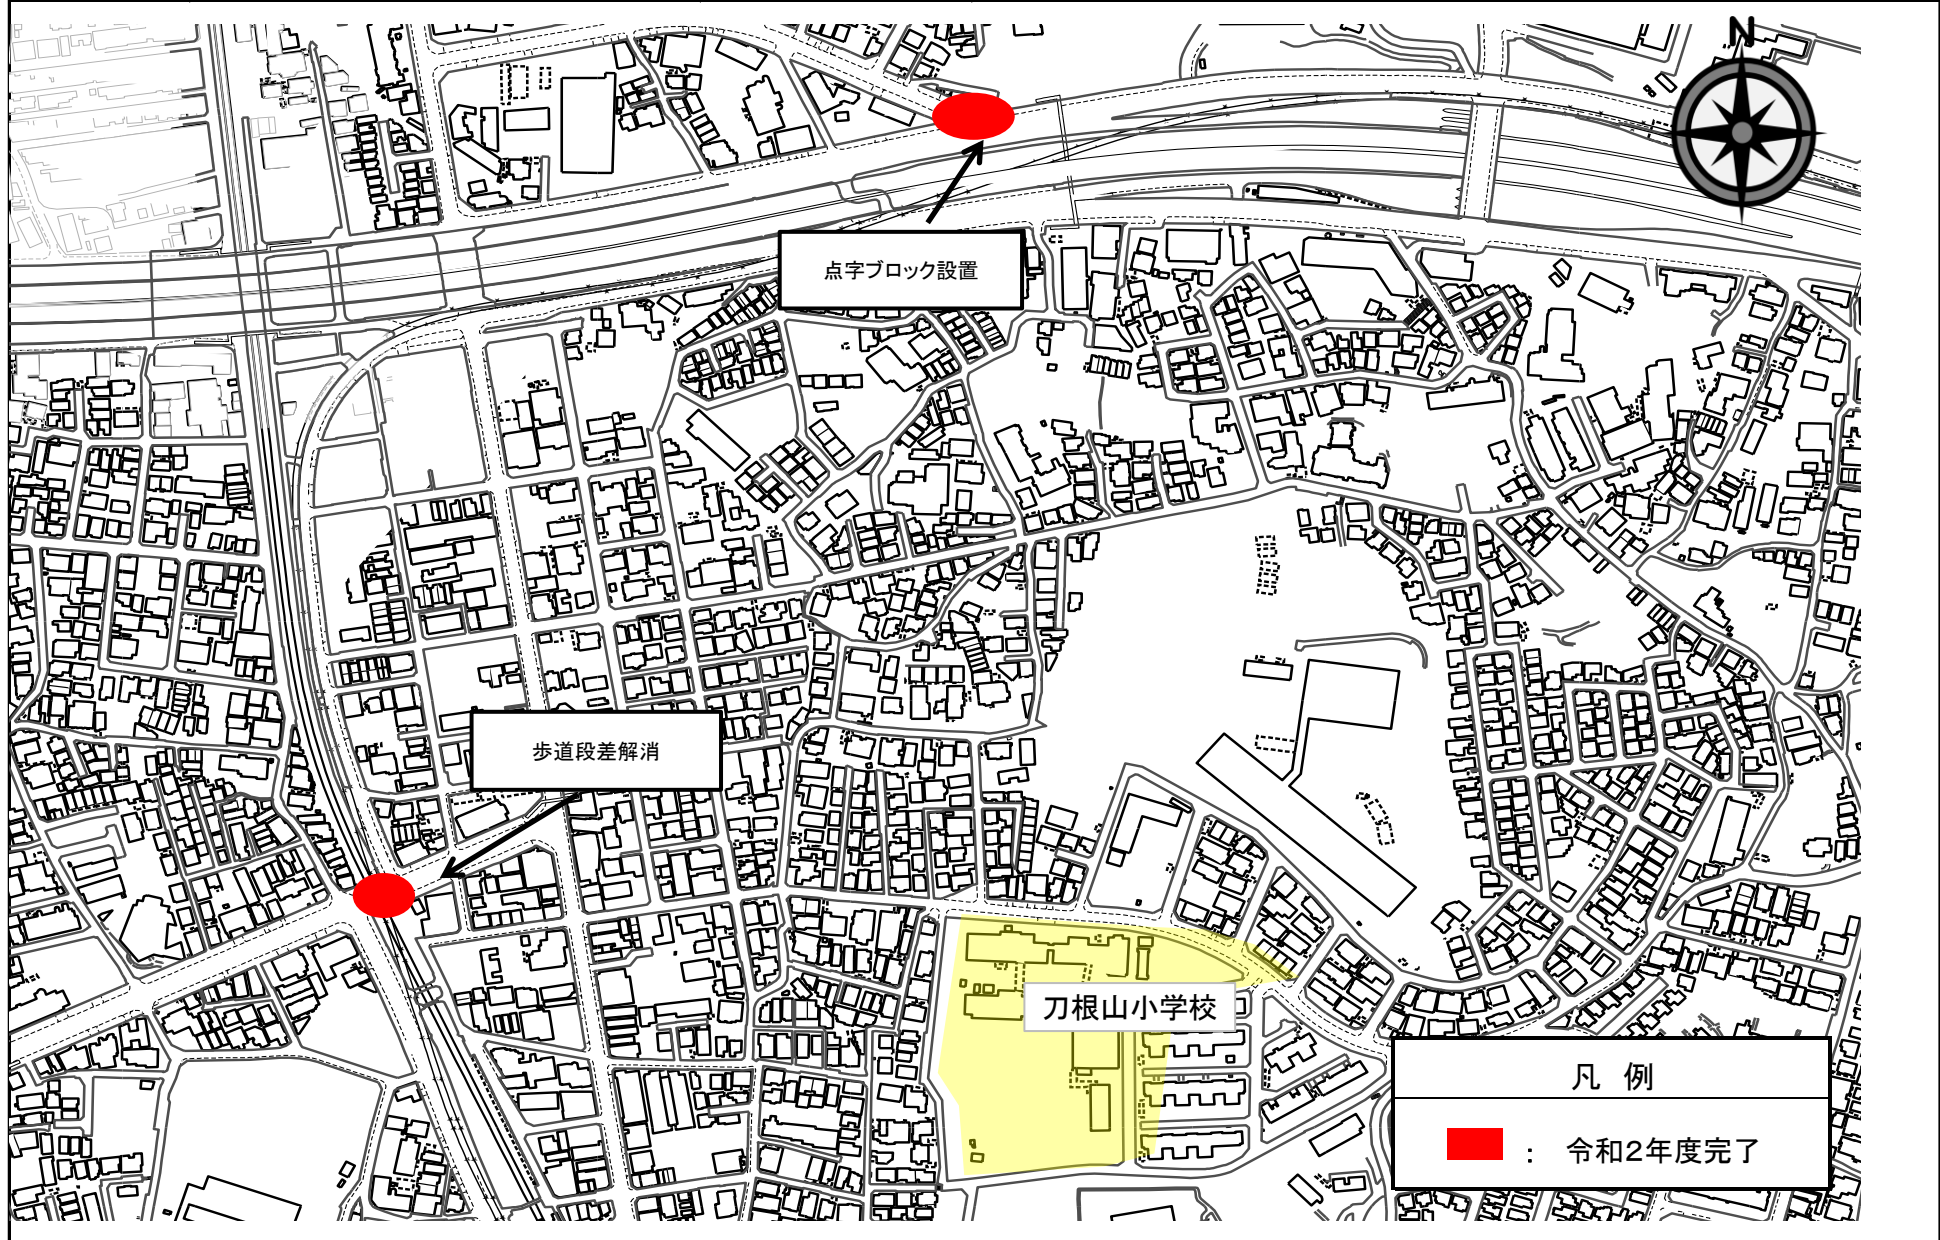 N
点字ブロック設置
歩道段差解消
刀根山小学校
凡 例
： 令和2年度完了